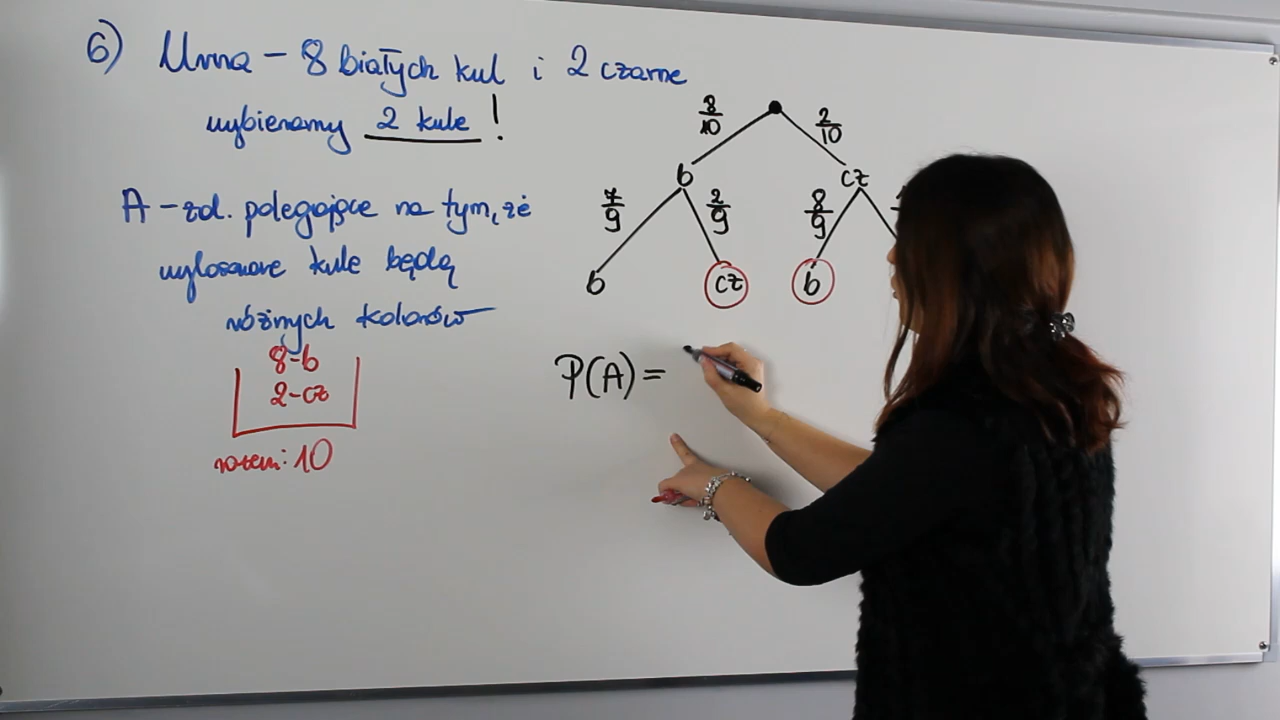 6) Urna - 8 białych kul i 2 czarne
wybieramy 2 kule !
A - zd. polegające na tym, że
wylosowane kule będą
różnych kolorów
8-b
2-cz
razem: 10
8/10 2/10
b cz
7/9 2/9 8/9
b cz b
P(A) =